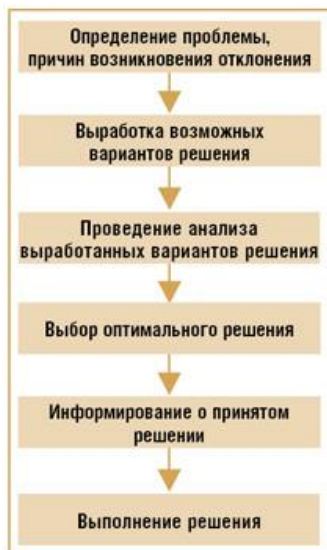 Определение проблемы,
причин возникновения отклонения
Выработка возможных
вариантов решения
Проведение анализа
выработанных вариантов решения
Выбор оптимального решения
Информирование о принятом
решении
Выполнение решения